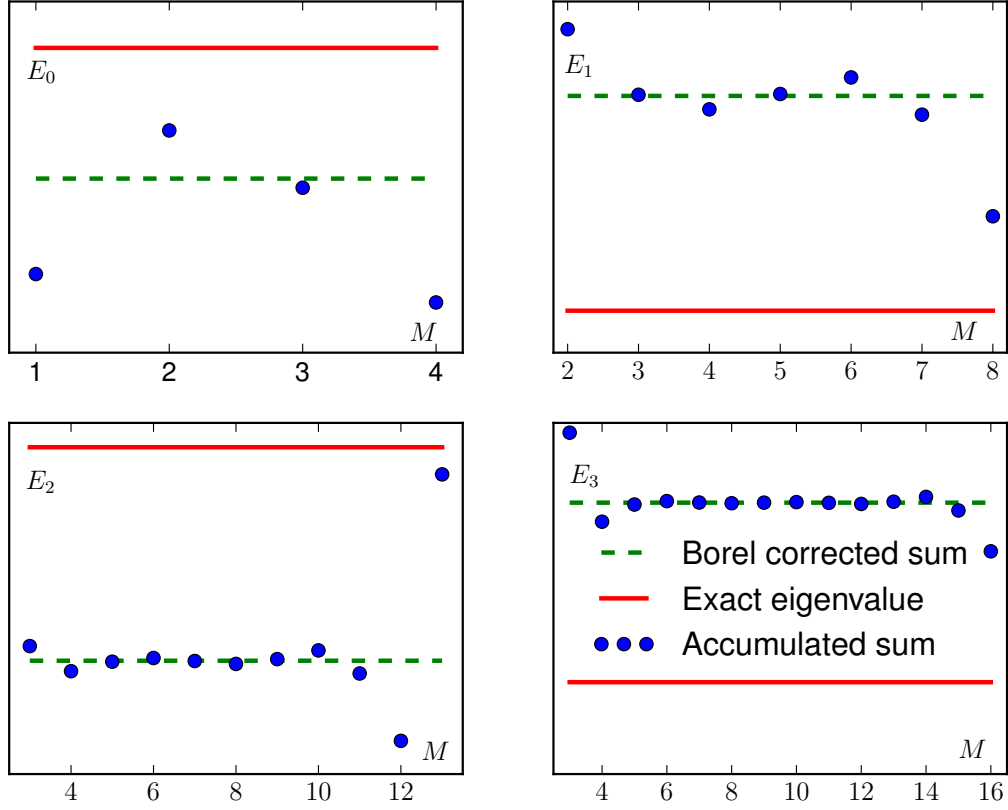 E₀
M
1 2 3 4
E₁
M
2 3 4 5 6 7 8
E₂
M
4 6 8 10 12
E₃
Borel corrected sum
Exact eigenvalue
Accumulated sum
M
4 6 8 10 12 14 16